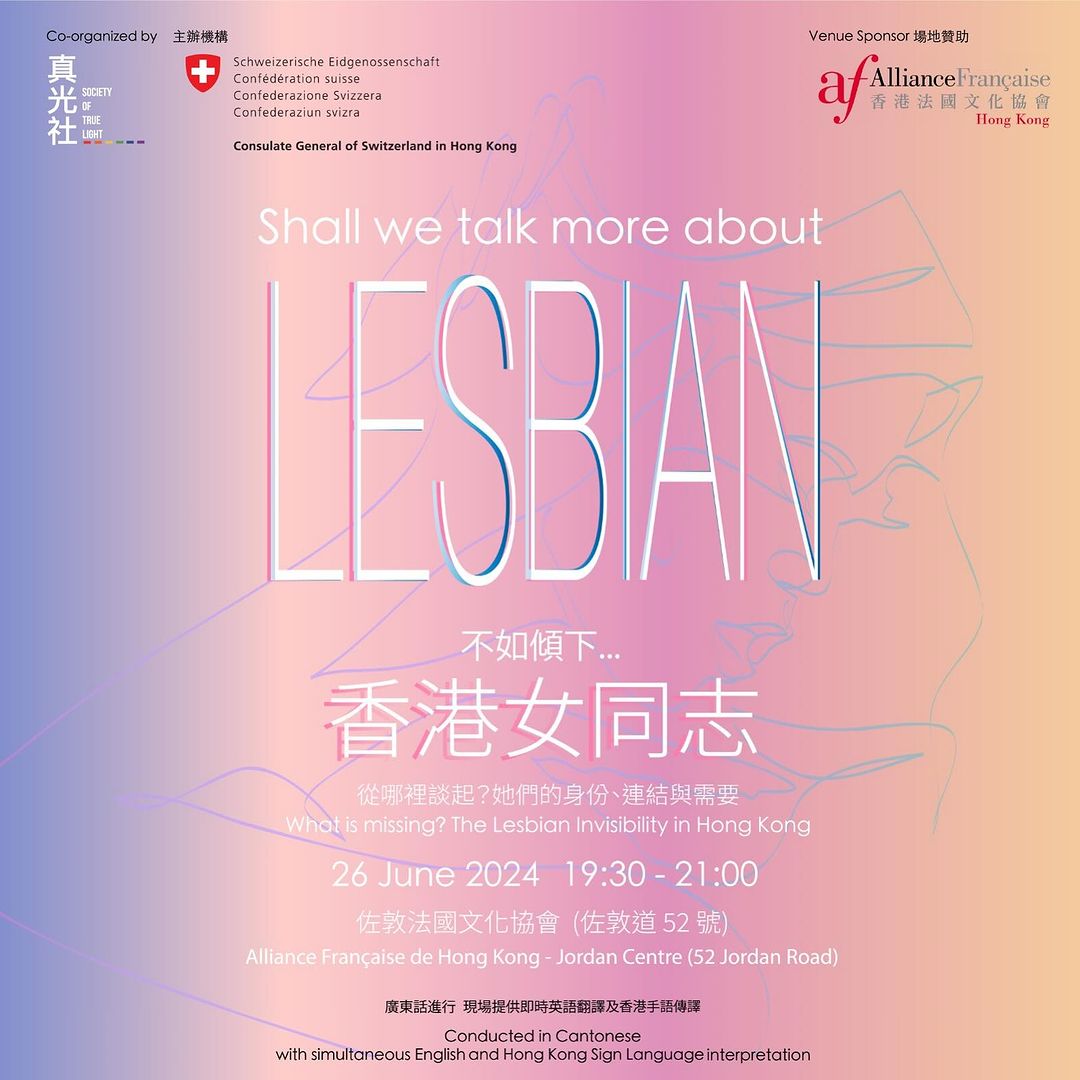 Co-organized by 主辦機構
真光社
SOCIETY
OF
TRUE
LIGHT
Schweizerische Eidgenossenschaft
Confédération suisse
Confederazione Svizzera
Confederaziun svizra
Consulate General of Switzerland in Hong Kong
Venue Sponsor 場地贊助
af AllianceFrançaise
香港法國文化協會
Hong Kong
Shall we talk more about
LESBIAN
不如傾下...
香港女同志
從哪裡談起？她們的身份、連結與需要
What is missing? The Lesbian Invisibility in Hong Kong
26 June 2024 19:30 - 21:00
佐敦法國文化協會 (佐敦道 52 號)
Alliance Française de Hong Kong - Jordan Centre (52 Jordan Road)
廣東話進行 現場提供即時英語翻譯及香港手語傳譯
Conducted in Cantonese
with simultaneous English and Hong Kong Sign Language interpretation